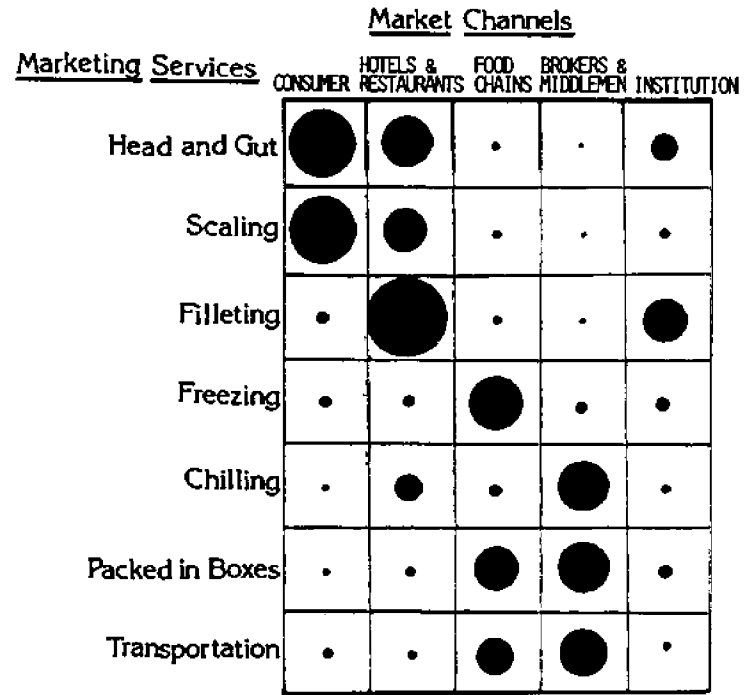 Market Channels
Marketing Services
CONSUMER
HOTELS &
RESTAURANTS
FOOD
CHAINS
BROKERS &
MIDDLEMEN
INSTITUTION
Head and Gut
Scaling
Filleting
Freezing
Chilling
Packed in Boxes
Transportation